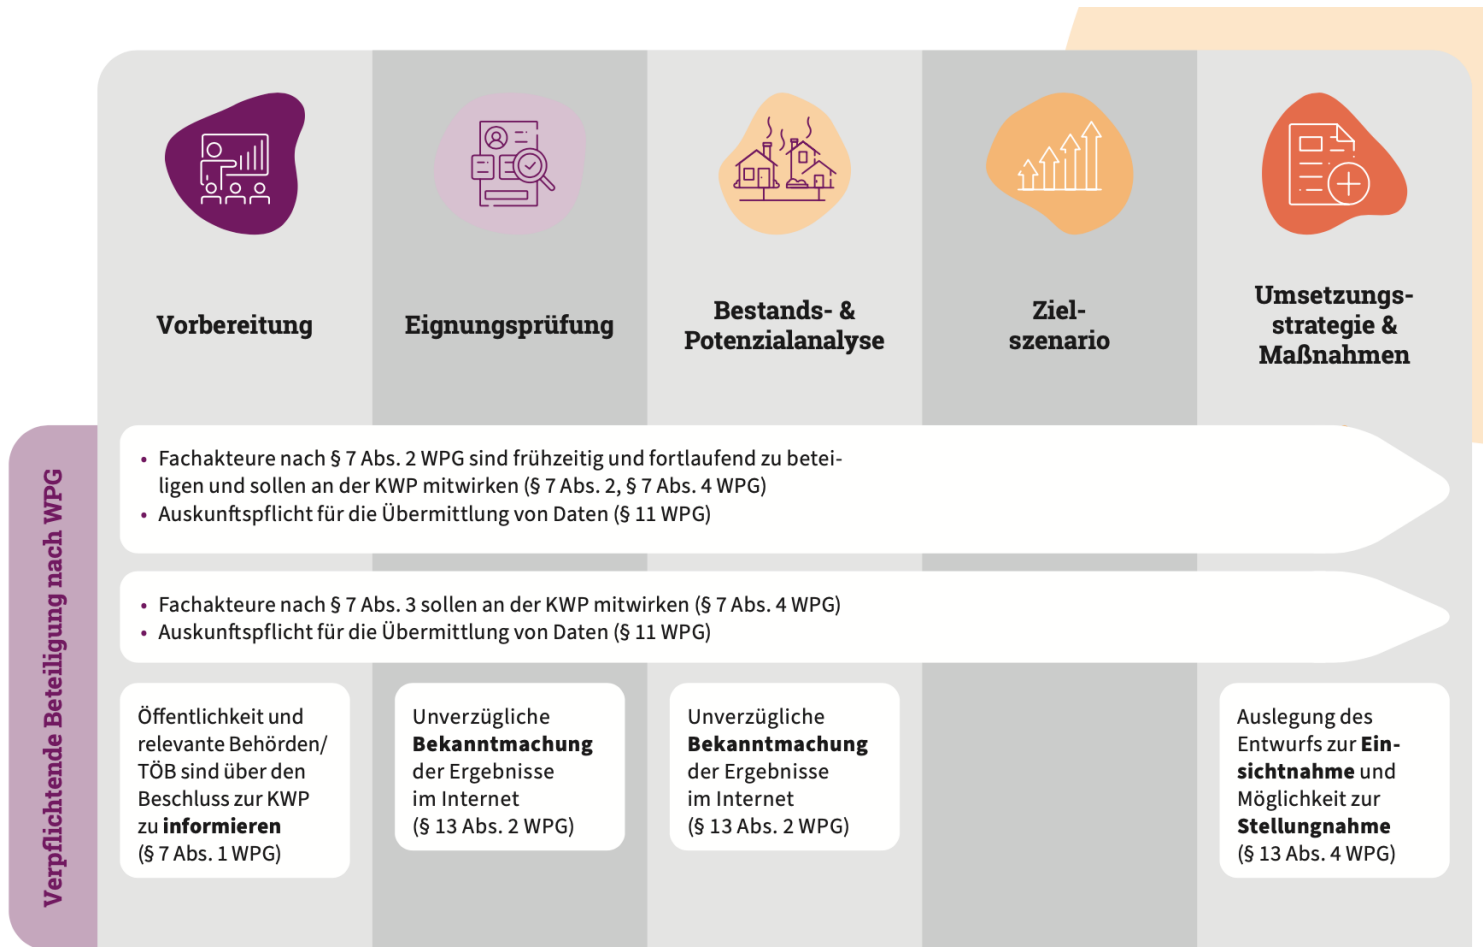 Vorbereitung
Eignungsprüfung
Bestands- &
Potenzialanalyse
Ziel-
szenario
Umsetzungs-
strategie &
Maßnahmen
Verpflichtende Beteiligung nach WPG
• Fachakteure nach § 7 Abs. 2 WPG sind frühzeitig und fortlaufend zu betei-
ligen und sollen an der KWP mitwirken (§ 7 Abs. 2, § 7 Abs. 4 WPG)
• Auskunftspflicht für die Übermittlung von Daten (§ 11 WPG)
• Fachakteure nach § 7 Abs. 3 sollen an der KWP mitwirken (§ 7 Abs. 4 WPG)
• Auskunftspflicht für die Übermittlung von Daten (§ 11 WPG)
Öffentlichkeit und
relevante Behörden/
TÖB sind über den
Beschluss zur KWP
zu informieren
(§ 7 Abs. 1 WPG)
Unverzügliche
Bekanntmachung
der Ergebnisse
im Internet
(§ 13 Abs. 2 WPG)
Unverzügliche
Bekanntmachung
der Ergebnisse
im Internet
(§ 13 Abs. 2 WPG)
Auslegung des
Entwurfs zur Ein-
sichtnahme und
Möglichkeit zur
Stellungnahme
(§ 13 Abs. 4 WPG)